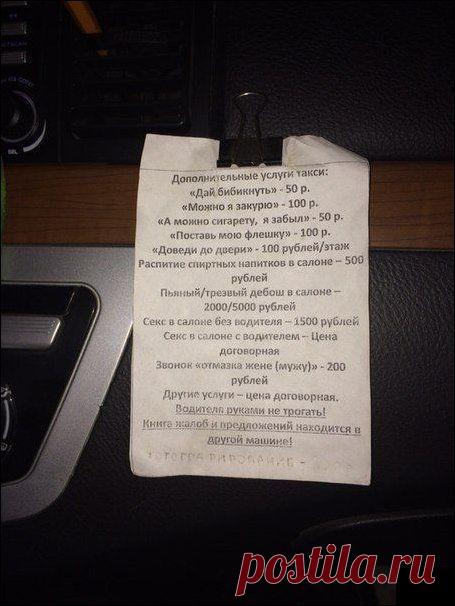 Дополнительные услуги такси:
«Дай бибикнуть» - 50 р.
«Можно я закурю» - 100 р.
«А можно сигарету, я забыл» - 50 р.
«Поставь мою флешку» - 100 р.
«Доведи до двери» - 100 рублей/этаж
Распитие спиртных напитков в салоне – 500
рублей
Пьяный/трезвый дебош в салоне –
2000/5000 рублей
Секс в салоне без водителя – 1500 рублей
Секс в салоне с водителем – Цена
договорная
Звонок «отмазка жене (мужу)» - 200
рублей
Другие услуги – цена договорная.
Водителя руками не трогать!
Книга жалоб и предложений находится в
другой машине!
SEL
postila.ru